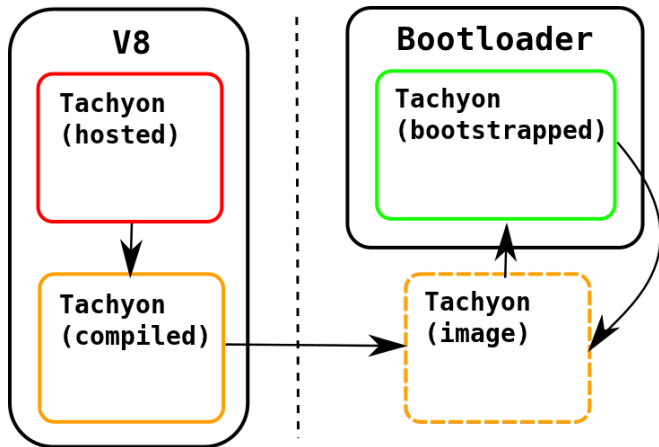 V8
Tachyon
(hosted)
Tachyon
(compiled)
Bootloader
Tachyon
(bootstrapped)
Tachyon
(image)